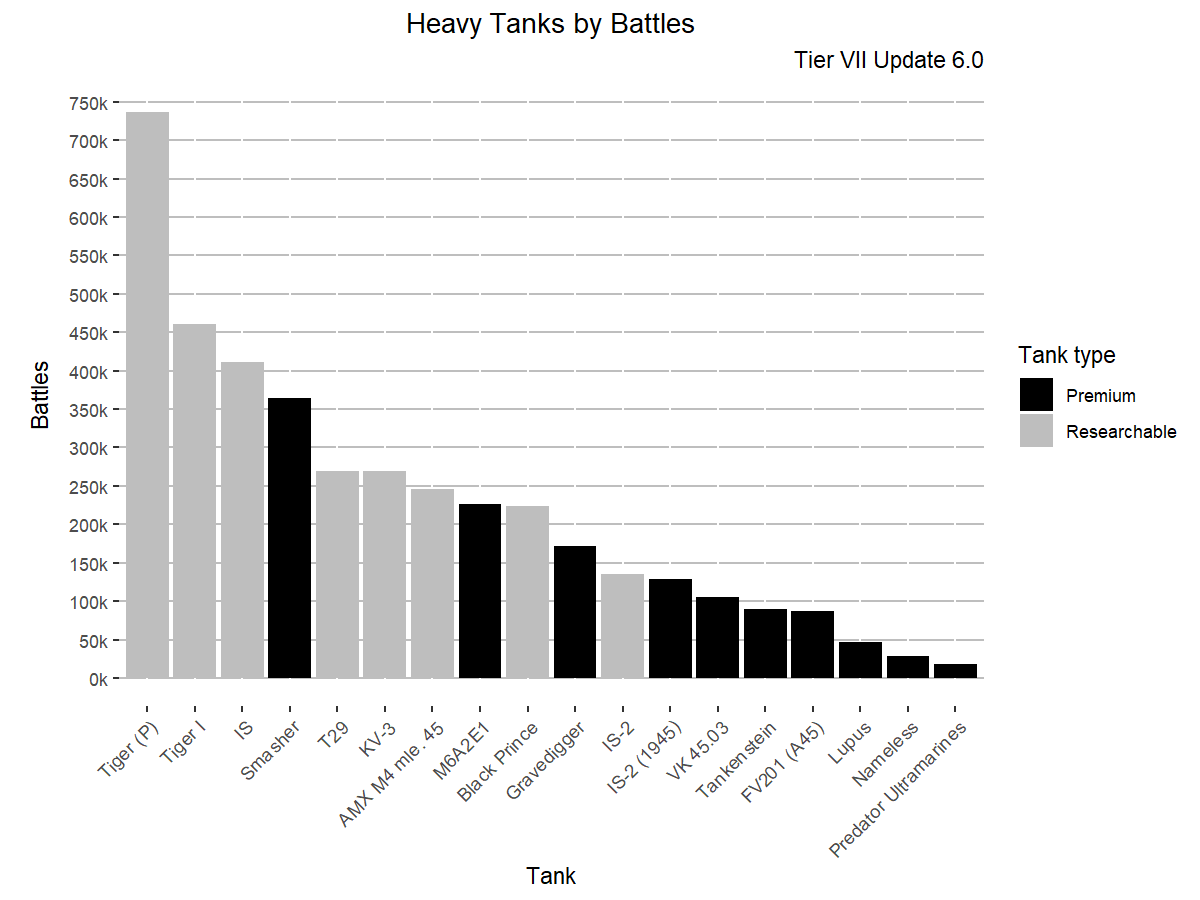 Heavy Tanks by Battles
Tier VII Update 6.0
750k
700k
650k
600k
550k
500k
450k
400k
350k
300k
250k
200k
150k
100k
50k
0k
Battles
Tiger (P)
Tiger I
IS
Smasher
T29
KV-3
AMX M4 mle. 45
M6A2E1
Black Prince
Gravedigger
IS-2
IS-2 (1945)
VK 45.03
Tankenstein
FV201 (A45)
Lupus
Nameless
Predator Ultramarines
Tank
Tank type
Premium
Researchable